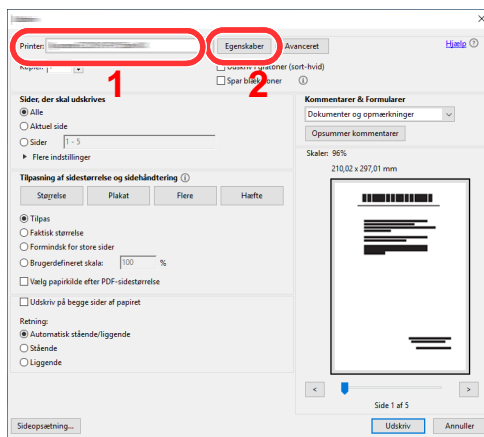 Printer:
Egenskaber
Avanceret
Hjælp
1
2
Udskriv i gråtoner (sort-hvid)
Spar blæk/toner
Sider, der skal udskrives
Alle
Aktuel side
Sider
1 - 5
Flere indstillinger
Tilpasning af sidestørrelse og sidehåndtering
Størrelse
Plakat
Flere
Hæfte
Tilpas
Faktisk størrelse
Formindsk for store sider
Brugerdefineret skala:
100
%
Vælg papirkilde efter PDF-sidestørrelse
Udskriv på begge sider af papiret
Retning:
Automatisk stående/liggende
Stående
Liggende
Kommentarer & Formularer
Dokumenter og opmærkninger
Opsummer kommentarer
Skaler: 96%
210,02 x 297,01 mm
<
>
Side 1 af 5
Sideopsætning...
Udskriv
Annuller